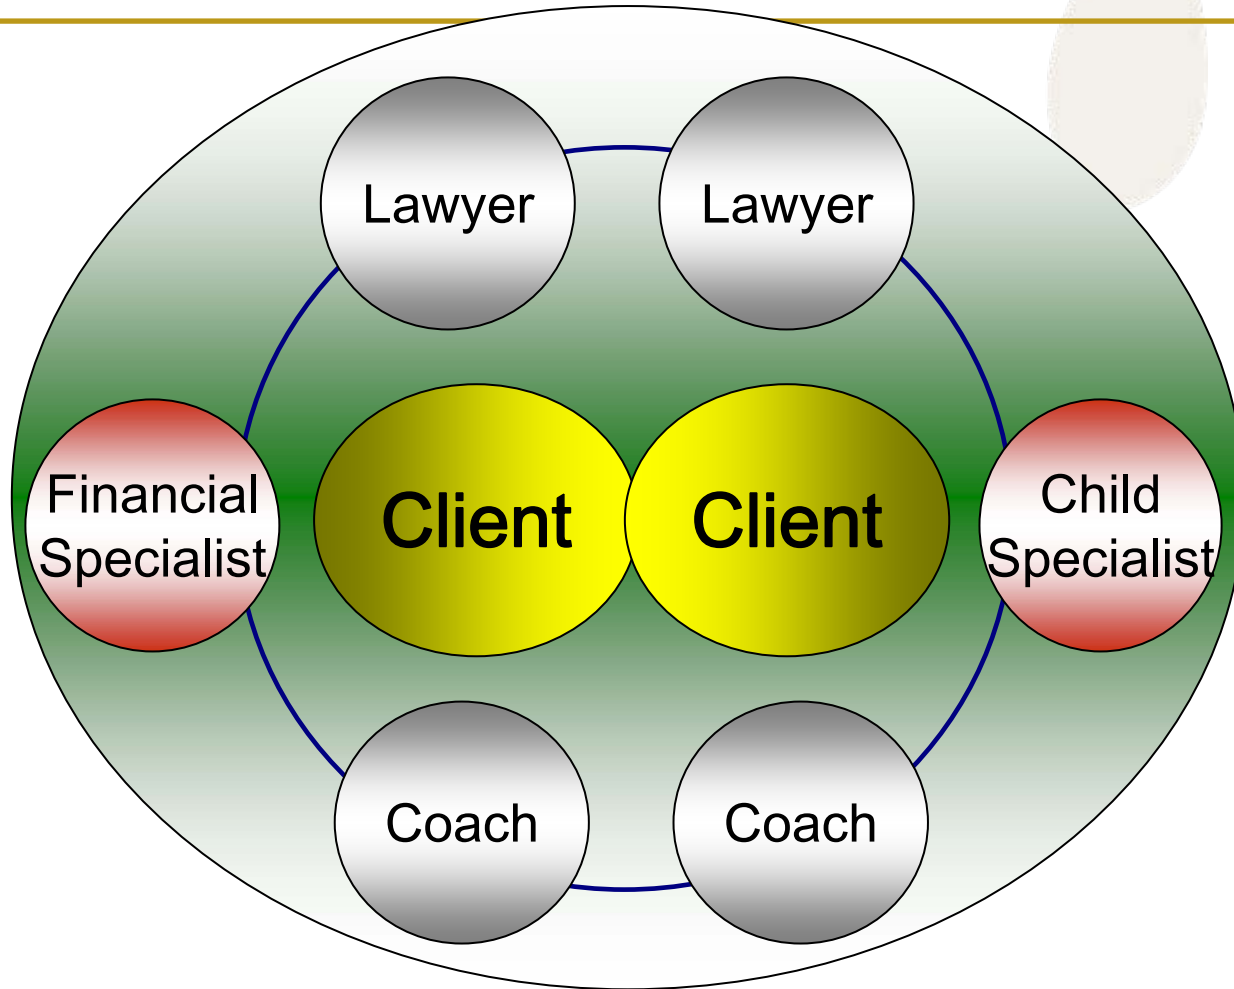 Lawyer
Lawyer
Financial
Specialist
Client
Client
Child
Specialist
Coach
Coach